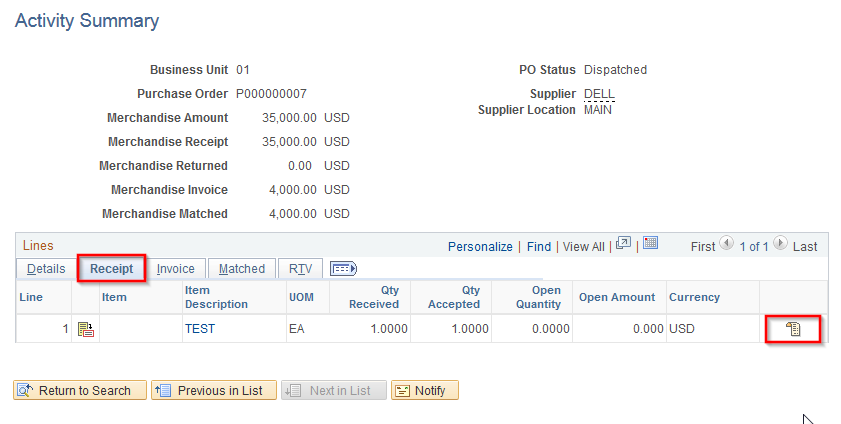 Activity Summary
Business Unit 01 PO Status Dispatched
Purchase Order P000000007 Supplier DELL
Merchandise Amount 35,000.00 USD Supplier Location MAIN
Merchandise Receipt 35,000.00 USD
Merchandise Returned 0.00 USD
Merchandise Invoice 4,000.00 USD
Merchandise Matched 4,000.00 USD
Lines Personalize | Find | View All | | First 1 of 1 Last
Details Receipt Invoice Matched RTV
Line Item Item Description UOM Qty Received Qty Accepted Open Quantity Open Amount Currency
1 TEST EA 1.0000 1.0000 0.0000 0.000 USD
Return to Search Previous in List Next in List Notify